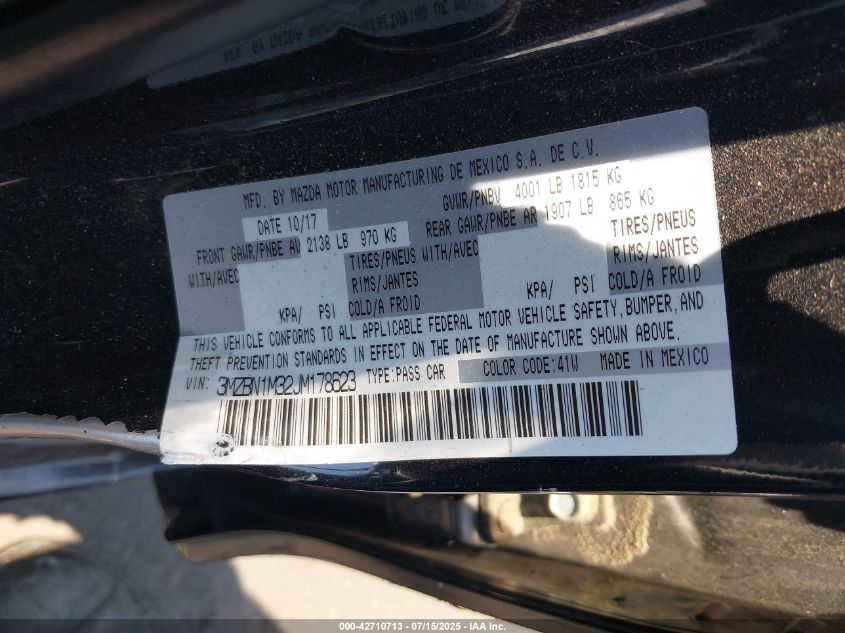 MFD. BY MAZDA MOTOR MANUFACTURING DE MEXICO S.A. DE C.V.
DATE 10/17 GVWR/PNBV 4001 LB 1815 KG
FRONT GAWR/PNBE AV 2138 LB 970 KG REAR GAWR/PNBE AR 1907 LB 865 KG
WITH/AVEC TIRES/PNEUS WITH/AVEC TIRES/PNEUS
RIMS/JANTES RIMS/JANTES
KPA/ PSI COLD/A FROID KPA/ PSI COLD/A FROID
THIS VEHICLE CONFORMS TO ALL APPLICABLE FEDERAL MOTOR VEHICLE SAFETY, BUMPER, AND
THEFT PREVENTION STANDARDS IN EFFECT ON THE DATE OF MANUFACTURE SHOWN ABOVE.
VIN: 3MZBN1M32JM178623 TYPE:PASS CAR COLOR CODE:41W MADE IN MEXICO
000-42710713 - 07/15/2025 - IAA Inc.